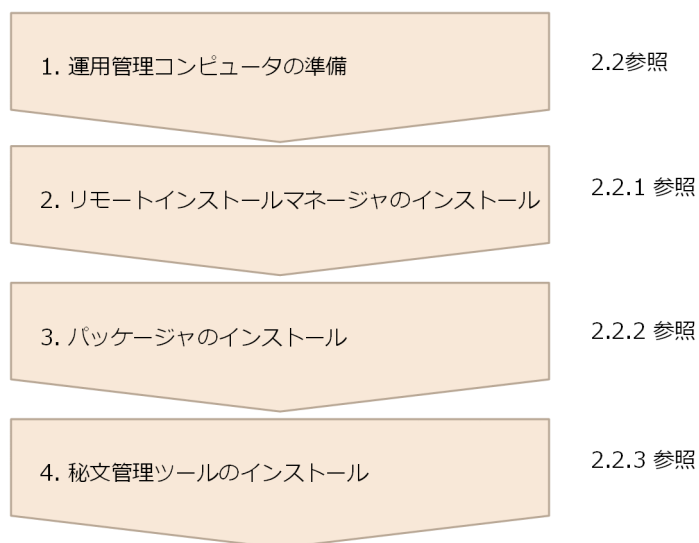 1. 運用管理コンピュータの準備
2.2参照
2. リモートインストールマネージャのインストール
2.2.1 参照
3. パッケージャのインストール
2.2.2 参照
4. 秘文管理ツールのインストール
2.2.3 参照